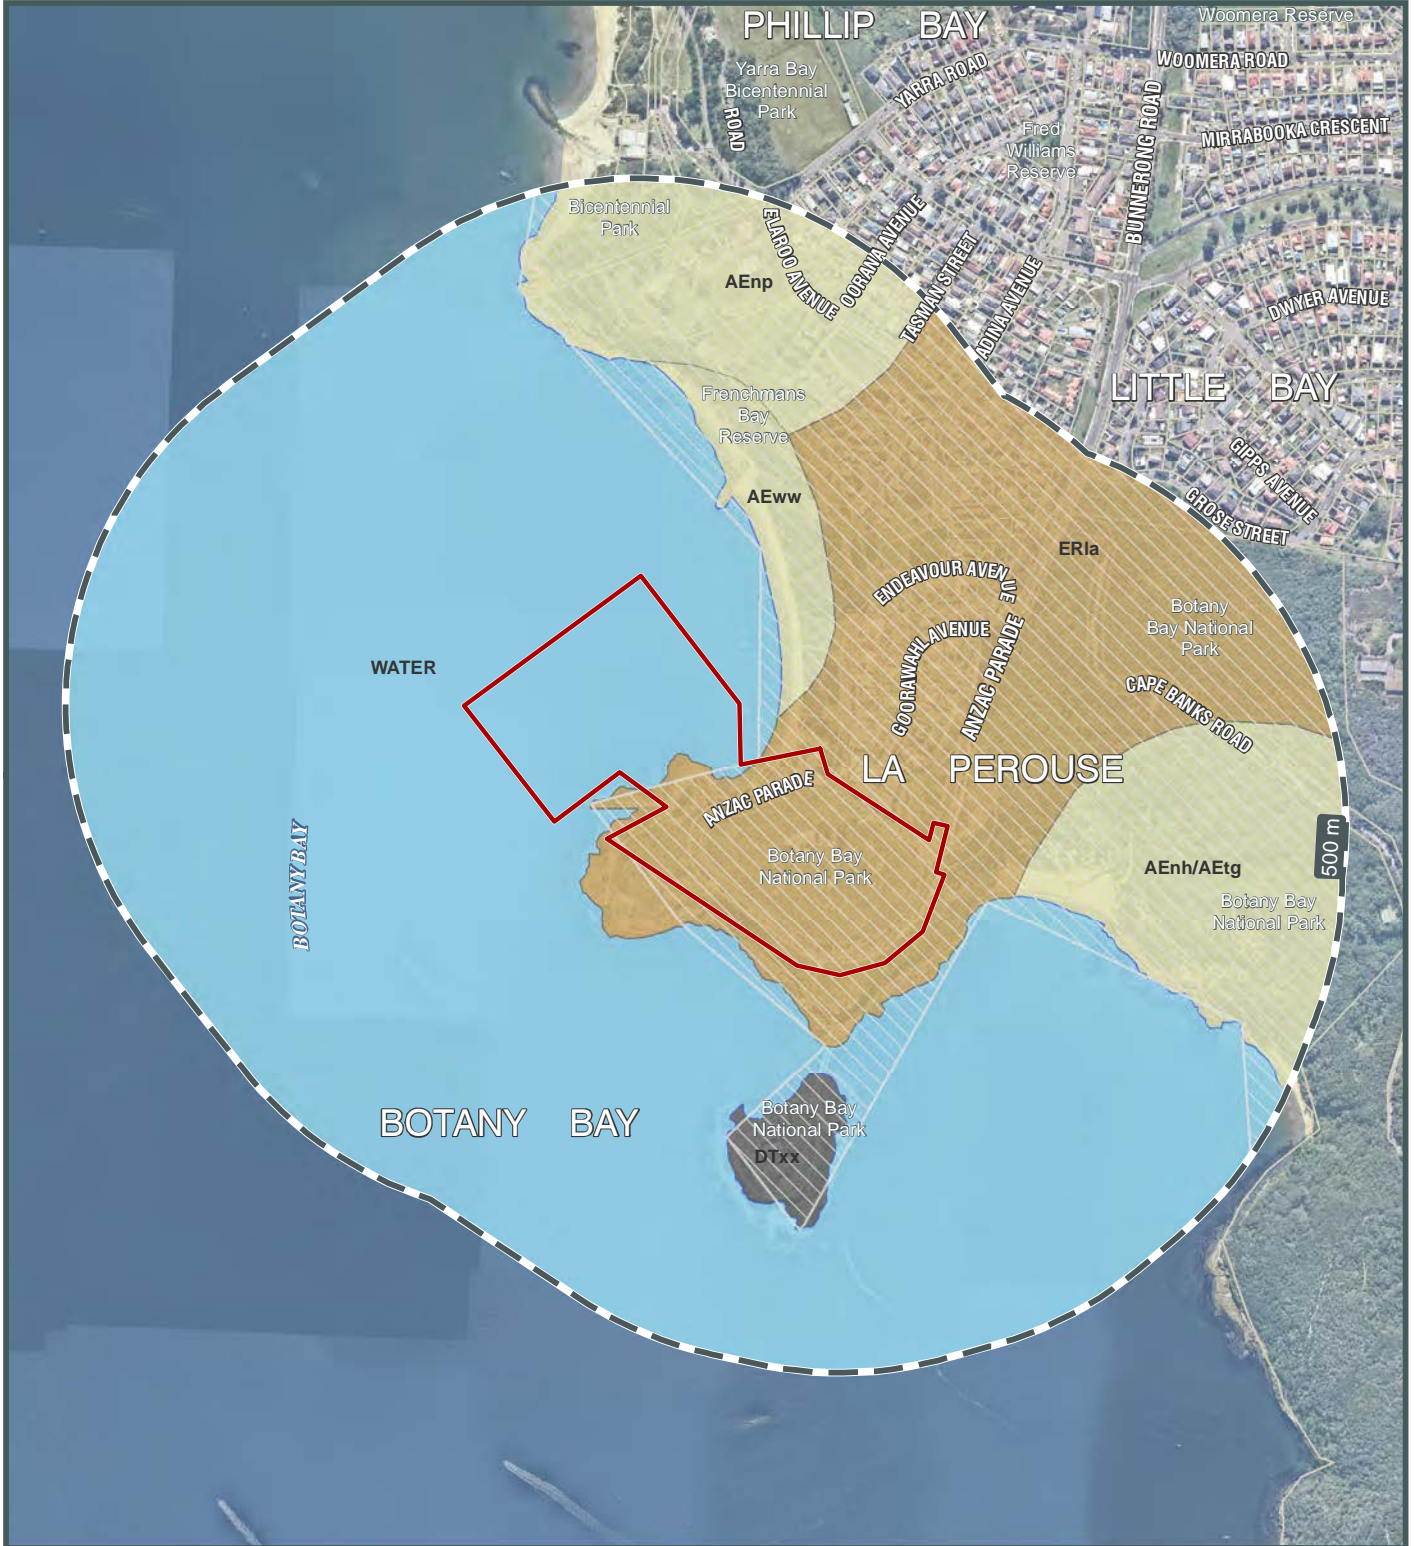 PHILLIP BAY
Woomera Reserve
WOOMERA ROAD
YARRA ROAD
Yarra Bay
Bicentennial
Park
ROAD
BUNNERONG ROAD
MIRRABOOKA CRESCENT
Fred
Williams
Reserve
Bicentennial
Park
ELAROO AVENUE
OORANA AVENUE
TASMAN STREET
ADINA AVENUE
AEnp
DWYER AVENUE
LITTLE BAY
Frenchmans
Bay
Reserve
GIPPS AVENUE
GROSE STREET
AEww
ERla
ENDEAVOUR AVENUE
GOORAWAHL AVENUE
ANZAC PARADE
Botany
Bay National
Park
WATER
CAPE BANKS ROAD
LA PEROUSE
ANZAC PARADE
Botany Bay
National Park
500 m
AEnh/AEtg
Botany Bay
National Park
BOTANY BAY
BOTANY BAY
Botany Bay
National Park
DTxx